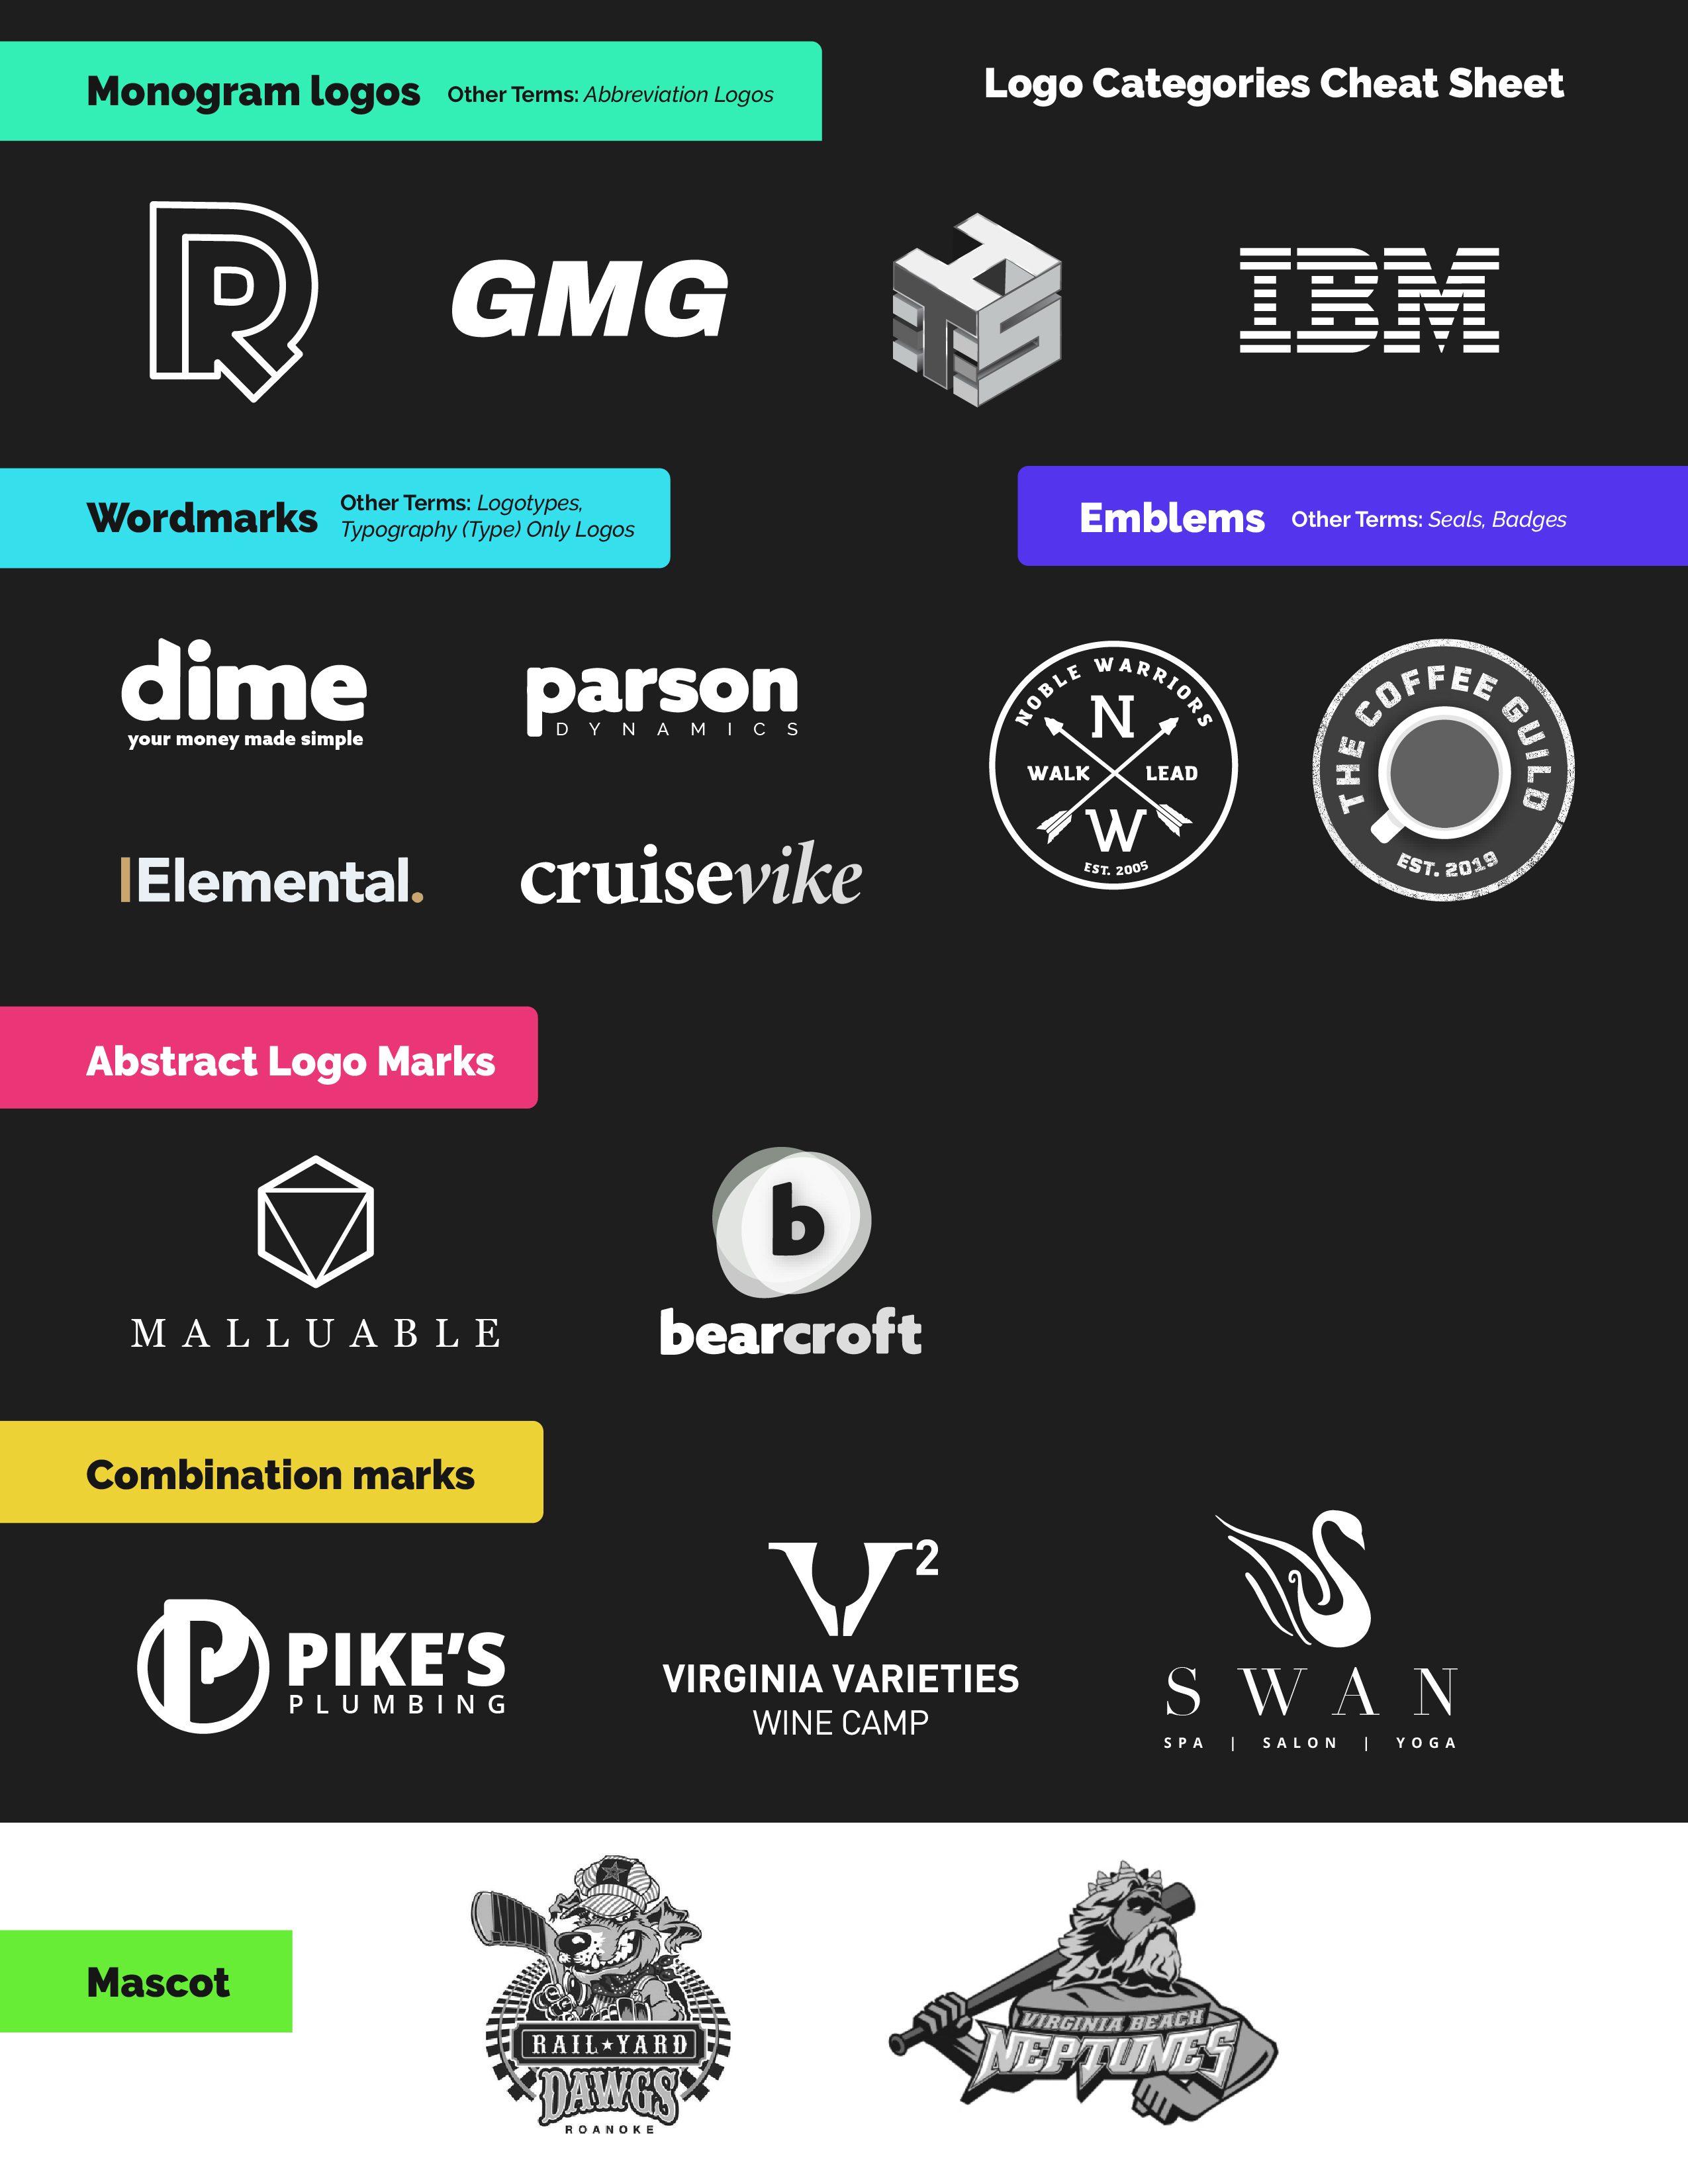 Monogram logos Other Terms: Abbreviation Logos
Logo Categories Cheat Sheet
R
GMG
HTS
IBM
Wordmarks Other Terms: Logotypes,
Typography (Type) Only Logos
Emblems Other Terms: Seals, Badges
dime
your money made simple
parson
DYNAMICS
Elemental.
cruisevike
NOBLE WARRIORS
N
WALK LEAD
W
EST. 2005
THE COFFEE GUILD
EST. 2019
Abstract Logo Marks
MALLUABLE
b
bearcroft
Combination marks
P
PIKE’S
PLUMBING
V2
VIRGINIA VARIETIES
WINE CAMP
SWAN
SPA | SALON | YOGA
Mascot
RAIL★YARD
DAWGS
ROANOKE
VIRGINIA BEACH
NEPTUNES